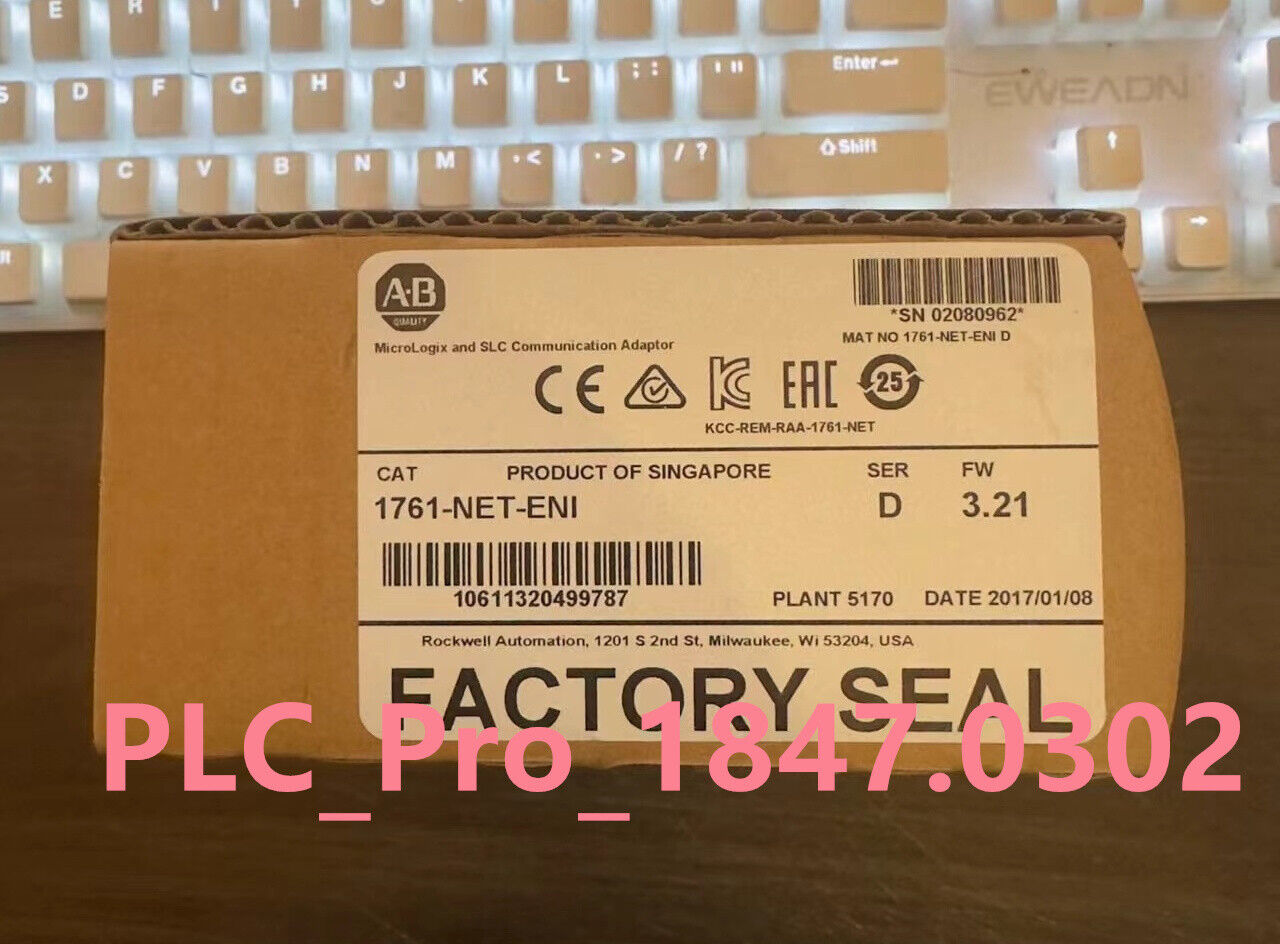 E R T
S D F G H J K L ; : ' " Enter
EWEADN
X C V B N M , < . > / ? Shift
A·B
QUALITY
*SN 02080962*
MAT NO 1761-NET-ENI D
MicroLogix and SLC Communication Adaptor
CE KC EAC 25
KCC-REM-RAA-1761-NET
CAT PRODUCT OF SINGAPORE SER FW
1761-NET-ENI D 3.21
10611320499787
PLANT 5170 DATE 2017/01/08
Rockwell Automation, 1201 S 2nd St, Milwaukee, Wi 53204, USA
FACTORY SEAL
PLC_Pro_1847.0302